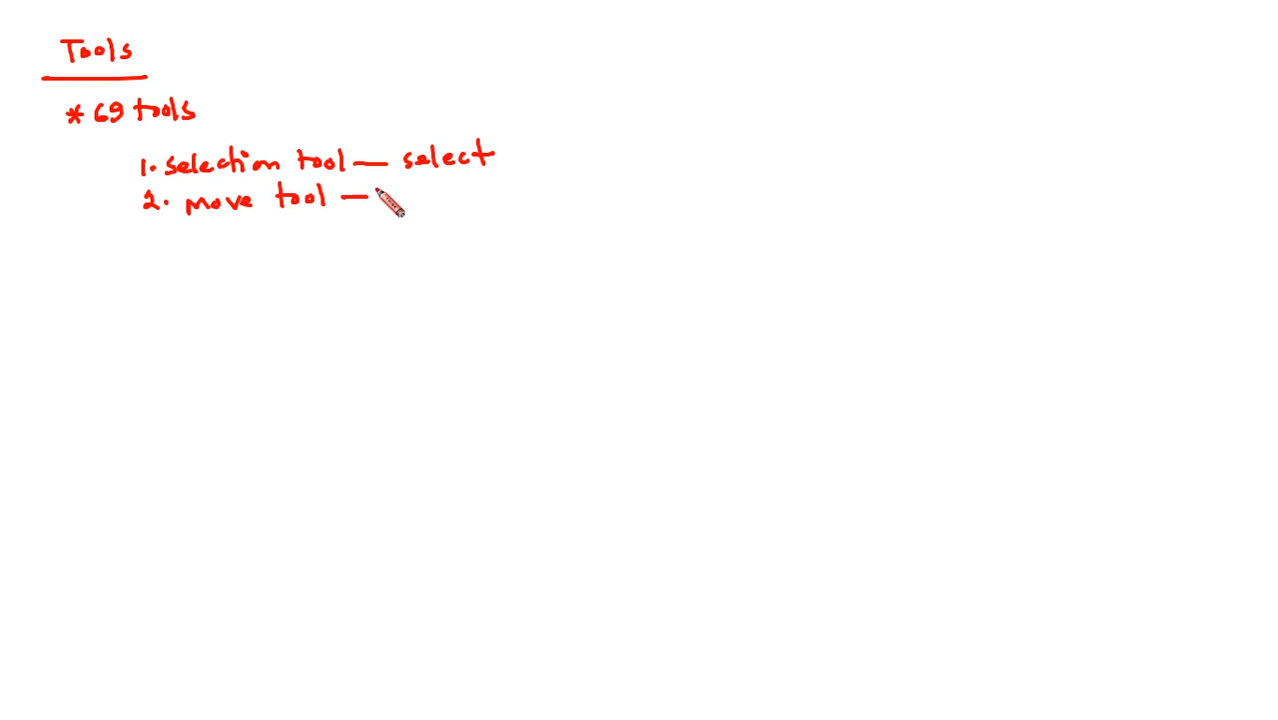 Tools
* 69 tools
1. selection tool — select
2. move tool —